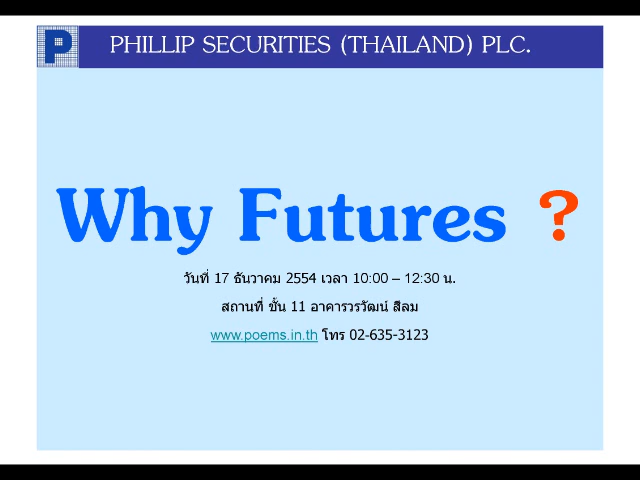 P
PHILLIP SECURITIES (THAILAND) PLC.
Why Futures ?
วันที่ 17 ธันวาคม 2554 เวลา 10:00 – 12:30 น.
สถานที่ ชั้น 11 อาคารวรวัฒน์ สีลม
www.poems.in.th โทร 02-635-3123